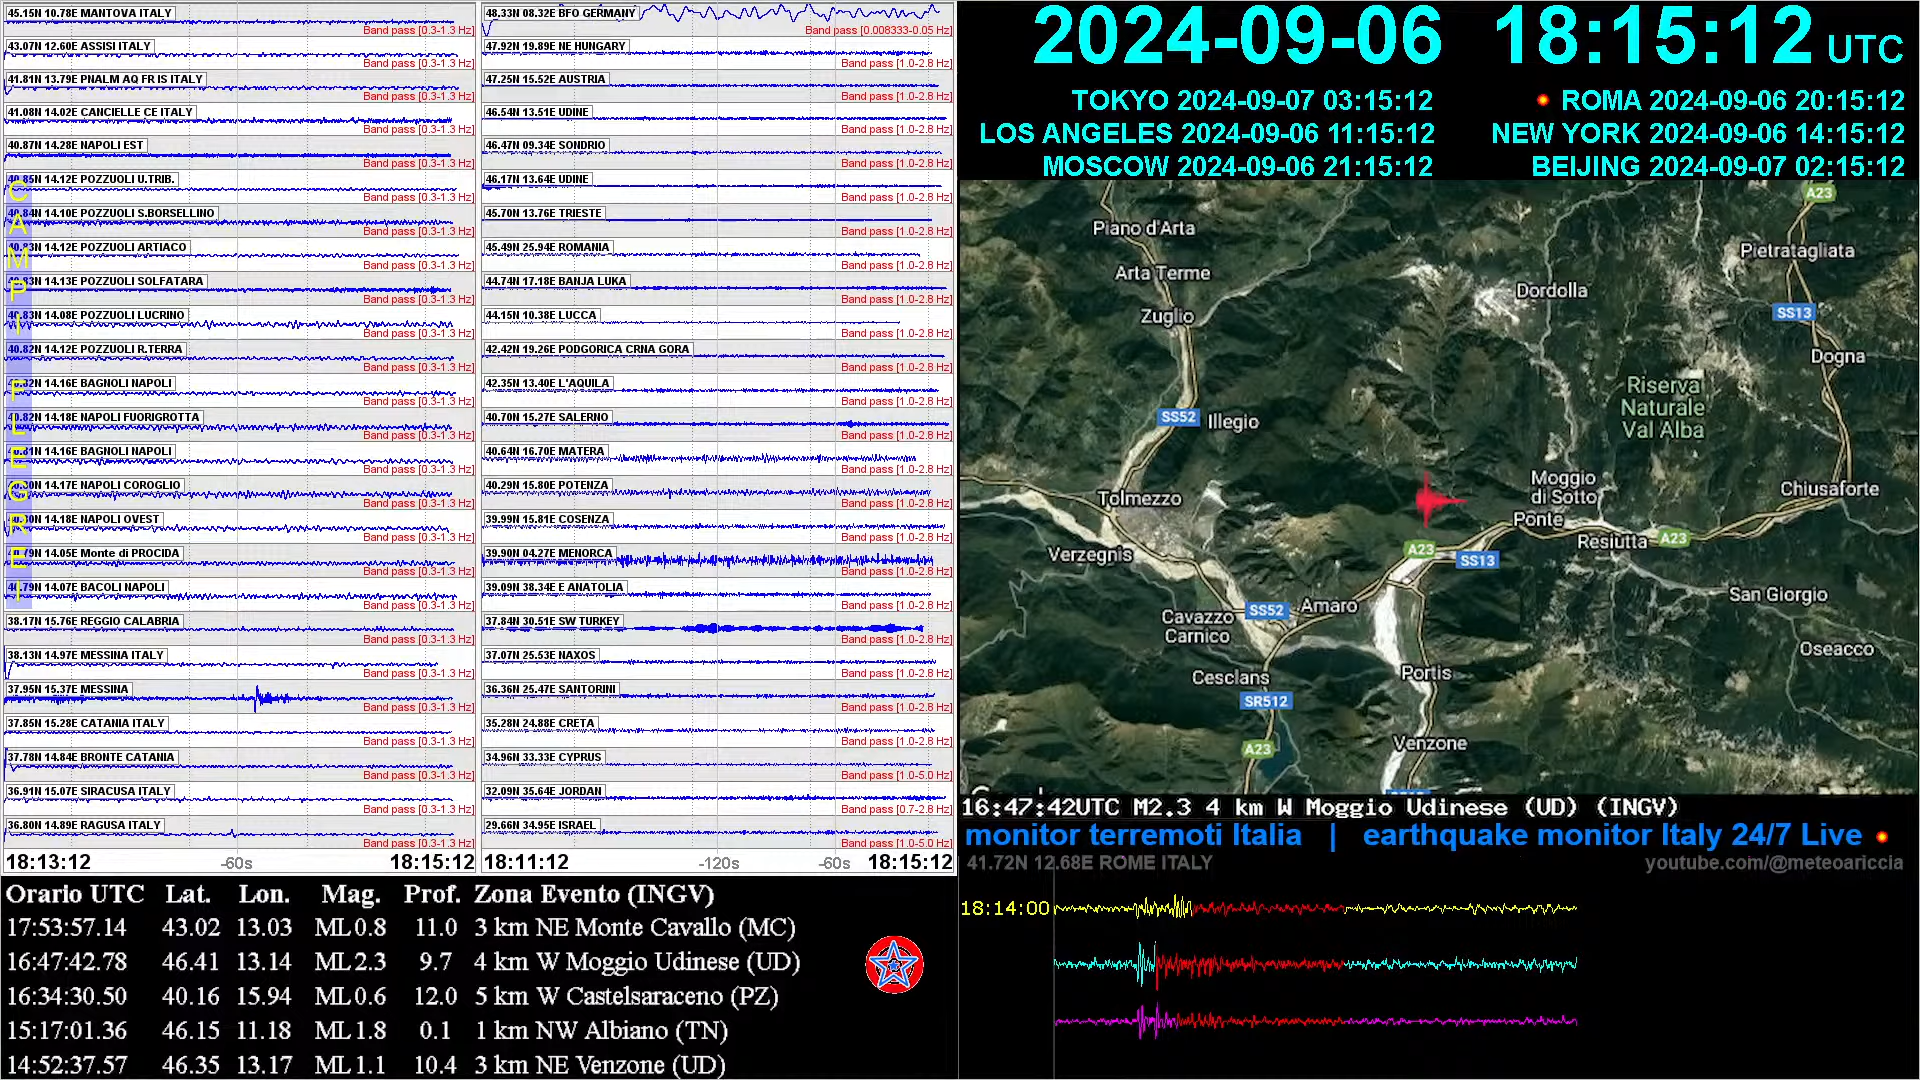 45.15N 10.78E MANTOVA ITALY
Band pass [0.3-1.3 Hz]
43.07N 12.60E ASSISI ITALY
Band pass [0.3-1.3 Hz]
41.81N 13.79E PNALM AQ FR IS ITALY
Band pass [0.3-1.3 Hz]
41.08N 14.02E CANCIELLE CE ITALY
Band pass [0.3-1.3 Hz]
40.87N 14.28E NAPOLI EST
Band pass [0.3-1.3 Hz]
40.85N 14.12E POZZUOLI U.TRIB.
Band pass [0.3-1.3 Hz]
40.84N 14.10E POZZUOLI S.BORSELLINO
Band pass [0.3-1.3 Hz]
40.83N 14.12E POZZUOLI ARTIACO
Band pass [0.3-1.3 Hz]
40.83N 14.13E POZZUOLI SOLFATARA
Band pass [0.3-1.3 Hz]
40.83N 14.08E POZZUOLI LUCRINO
Band pass [0.3-1.3 Hz]
40.82N 14.12E POZZUOLI R.TERRA
Band pass [0.3-1.3 Hz]
40.82N 14.16E BAGNOLI NAPOLI
Band pass [0.3-1.3 Hz]
40.82N 14.18E NAPOLI FUORIGROTTA
Band pass [0.3-1.3 Hz]
40.81N 14.16E BAGNOLI NAPOLI
Band pass [0.3-1.3 Hz]
14.17E NAPOLI COROGLIO
Band pass [0.3-1.3 Hz]
14.18E NAPOLI OVEST
Band pass [0.3-1.3 Hz]
40.79N 14.05E Monte di PROCIDA
Band pass [0.3-1.3 Hz]
40.79N 14.07E BACOLI NAPOLI
Band pass [0.3-1.3 Hz]
38.17N 15.76E REGGIO CALABRIA
Band pass [0.3-1.3 Hz]
38.13N 14.97E MESSINA ITALY
Band pass [0.3-1.3 Hz]
37.95N 15.37E MESSINA
Band pass [0.3-1.3 Hz]
37.85N 15.28E CATANIA ITALY
Band pass [0.3-1.3 Hz]
37.78N 14.84E BRONTE CATANIA
Band pass [0.3-1.3 Hz]
36.91N 15.07E SIRACUSA ITALY
Band pass [0.3-1.3 Hz]
36.80N 14.89E RAGUSA ITALY
Band pass [0.3-1.3 Hz]
18:13:12 -60s 18:15:12
CAMPI FLEGREI
48.33N 08.32E BFO GERMANY
Band pass [0.008333-0.05 Hz]
47.92N 19.89E NE HUNGARY
Band pass [1.0-2.8 Hz]
47.25N 15.52E AUSTRIA
Band pass [1.0-2.8 Hz]
46.54N 13.51E UDINE
Band pass [1.0-2.8 Hz]
46.47N 09.34E SONDRIO
Band pass [1.0-2.8 Hz]
46.17N 13.64E UDINE
Band pass [1.0-2.8 Hz]
45.70N 13.76E TRIESTE
Band pass [1.0-2.8 Hz]
45.49N 25.94E ROMANIA
Band pass [1.0-2.8 Hz]
44.74N 17.18E BANJA LUKA
Band pass [1.0-2.8 Hz]
44.15N 10.38E LUCCA
Band pass [1.0-2.8 Hz]
42.42N 19.26E PODGORICA CRNA GORA
Band pass [1.0-2.8 Hz]
42.35N 13.40E L'AQUILA
Band pass [1.0-2.8 Hz]
40.70N 15.27E SALERNO
Band pass [1.0-2.8 Hz]
40.64N 16.70E MATERA
Band pass [1.0-2.8 Hz]
40.29N 15.80E POTENZA
Band pass [1.0-2.8 Hz]
39.99N 15.81E COSENZA
Band pass [1.0-2.8 Hz]
39.90N 04.27E MENORCA
Band pass [1.0-2.8 Hz]
39.09N 38.34E E ANATOLIA
Band pass [1.0-2.8 Hz]
37.84N 30.51E SW TURKEY
Band pass [1.0-2.8 Hz]
37.07N 25.53E NAXOS
Band pass [1.0-2.8 Hz]
36.36N 25.47E SANTORINI
Band pass [1.0-2.8 Hz]
35.28N 24.88E CRETA
Band pass [1.0-2.8 Hz]
34.96N 33.33E CYPRUS
Band pass [1.0-5.0 Hz]
32.09N 35.64E JORDAN
Band pass [0.7-2.8 Hz]
29.66N 34.95E ISRAEL
Band pass [1.0-5.0 Hz]
18:11:12 -120s -60s 18:15:12
2024-09-06 18:15:12 UTC
TOKYO 2024-09-07 03:15:12 ROMA 2024-09-06 20:15:12
LOS ANGELES 2024-09-06 11:15:12 NEW YORK 2024-09-06 14:15:12
MOSCOW 2024-09-06 21:15:12 BEIJING 2024-09-07 02:15:12
A23
Piano d'Arta
Pietratagliata
Arta Terme
Dordolla
Zuglio
SS13
Dogna
Riserva
Naturale
Val Alba
SS52 Illegio
Moggio
di Sotto
Chiusaforte
Tolmezzo
Ponte
Resiutta A23
Verzegnis
A23 SS13
San Giorgio
SS52 Amaro
Cavazzo
Carnico
Oseacco
Cesclans
Portis
SR512
Venzone
A23
16:47:42UTC M2.3 4 km W Moggio Udinese (UD) (INGV)
monitor terremoti Italia | earthquake monitor Italy 24/7 Live
41.72N 12.68E ROME ITALY youtube.com/@meteoariccia
18:14:00
Orario UTC Lat. Lon. Mag. Prof. Zona Evento (INGV)
17:53:57.14 43.02 13.03 ML 0.8 11.0 3 km NE Monte Cavallo (MC)
16:47:42.78 46.41 13.14 ML 2.3 9.7 4 km W Moggio Udinese (UD)
16:34:30.50 40.16 15.94 ML 0.6 12.0 5 km W Castelsaraceno (PZ)
15:17:01.36 46.15 11.18 ML 1.8 0.1 1 km NW Albiano (TN)
14:52:37.57 46.35 13.17 ML 1.1 10.4 3 km NE Venzone (UD)